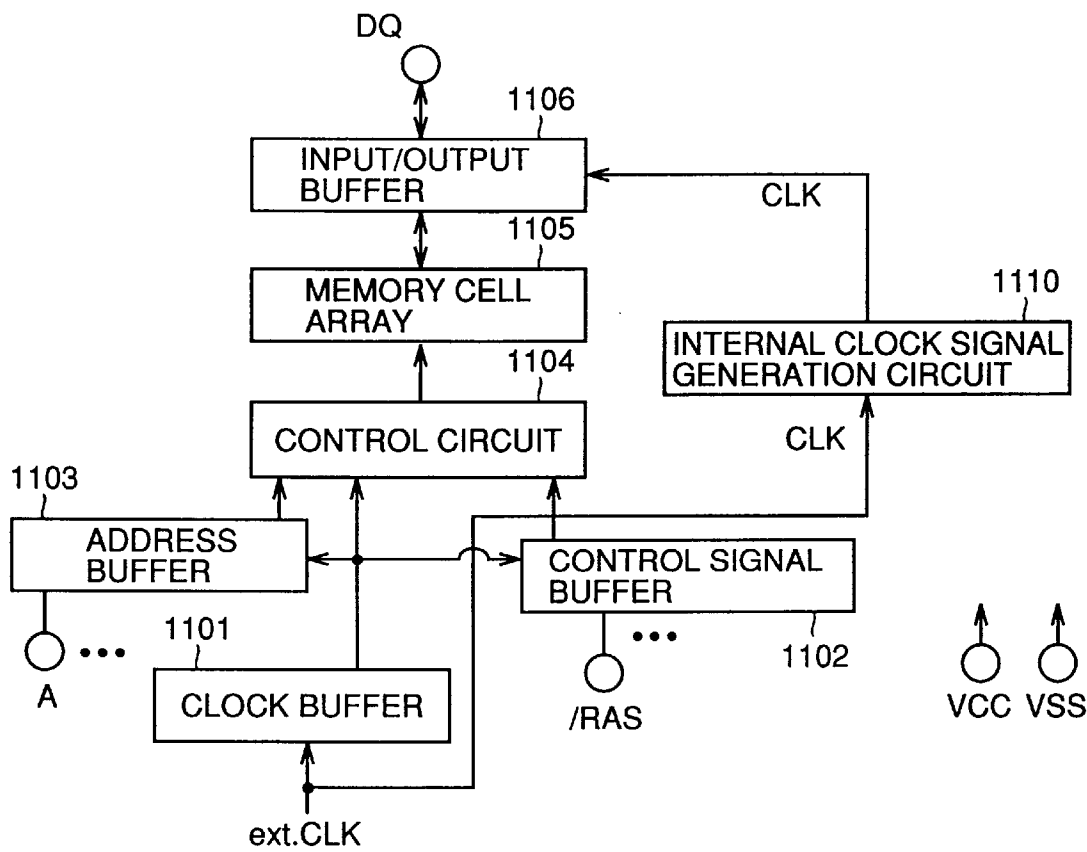 DQ
1106
INPUT/OUTPUT
BUFFER
CLK
1105
MEMORY CELL
ARRAY
1110
INTERNAL CLOCK SIGNAL
GENERATION CIRCUIT
1104
CONTROL CIRCUIT
CLK
1103
ADDRESS
BUFFER
CONTROL SIGNAL
BUFFER
1101
1102
A
CLOCK BUFFER
/RAS
VCC
VSS
ext.CLK